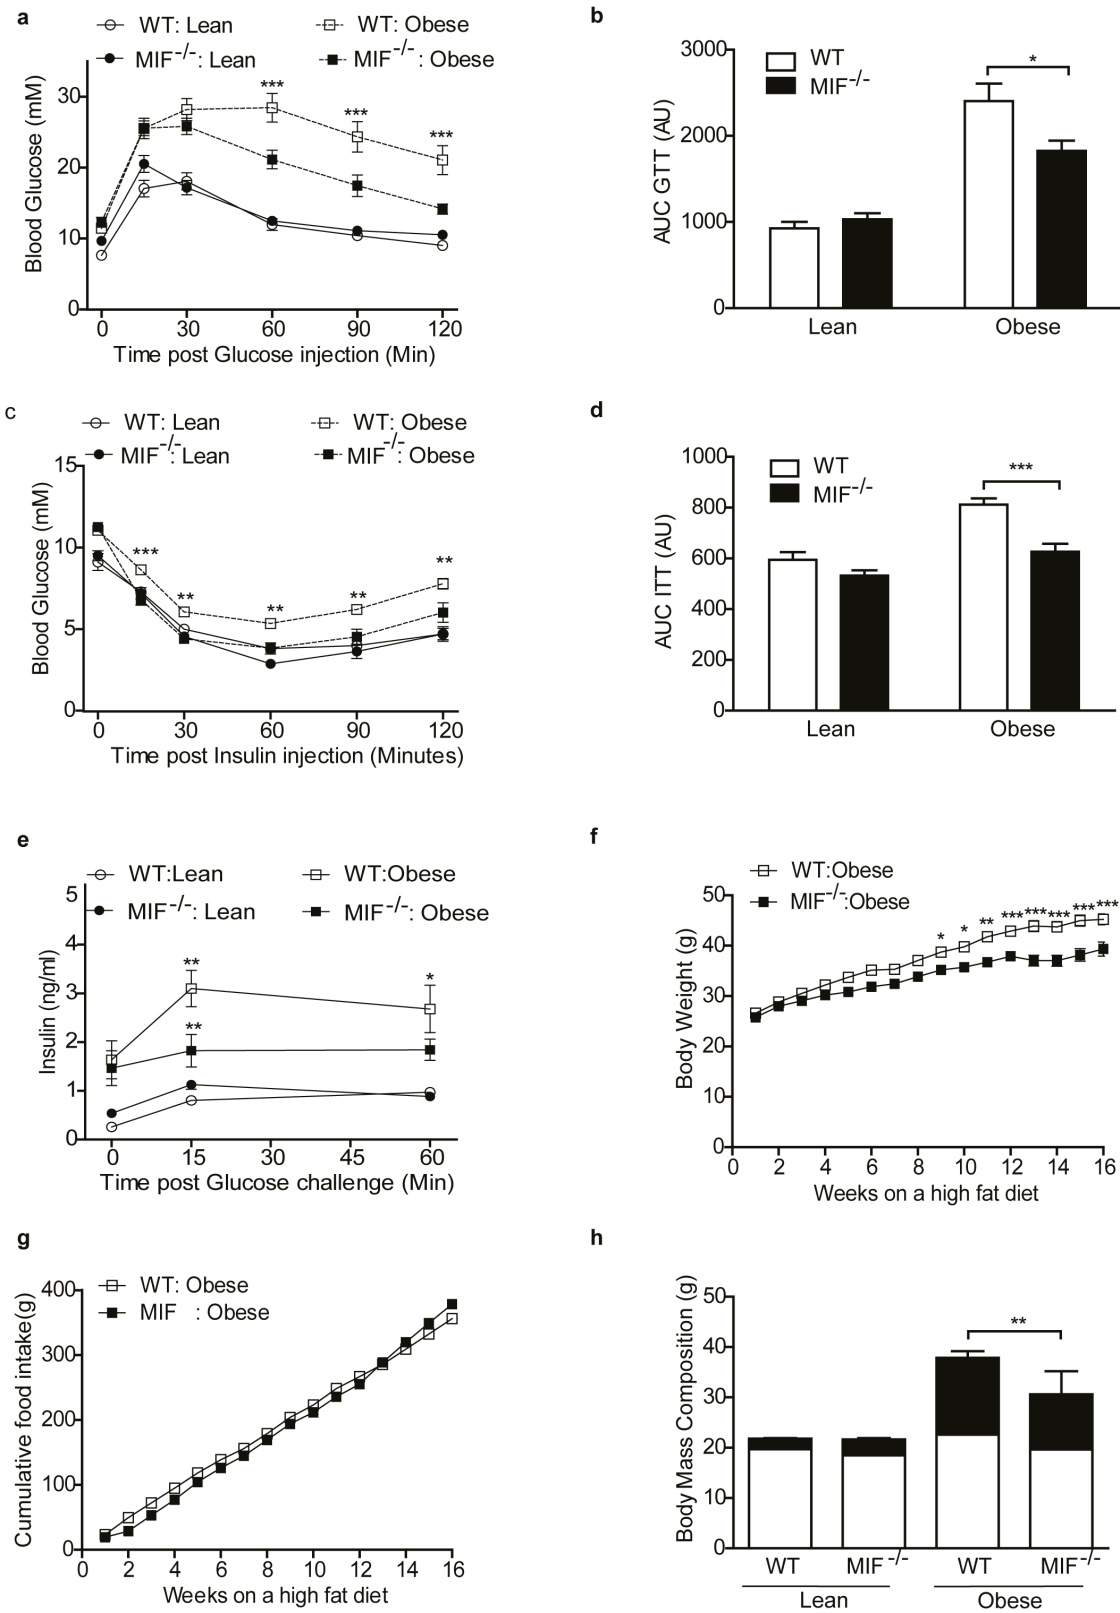 a
WT: Lean
WT: Obese
MIF-/-: Lean
MIF-/-: Obese
Blood Glucose (mM)
30
20
10
0
***
***
***
0 30 60 90 120
Time post Glucose injection (Min)
b
WT
MIF-/-
AUC GTT (AU)
3000
2000
1000
0
*
Lean Obese
c
WT: Lean
WT: Obese
MIF-/-: Lean
MIF-/-: Obese
Blood Glucose (mM)
15
10
5
0
***
**
**
**
**
0 30 60 90 120
Time post Insulin injection (Minutes)
d
WT
MIF-/-
AUC ITT (AU)
1000
800
600
400
200
0
***
Lean Obese
e
WT:Lean
WT:Obese
MIF-/-: Lean
MIF-/-: Obese
Insulin (ng/ml)
5
4
3
2
1
0
**
*
**
0 15 30 45 60
Time post Glucose challenge (Min)
f
WT:Obese
MIF-/-:Obese
Body Weight (g)
50
40
30
20
10
0
* * ** *** *** *** *** ***
0 2 4 6 8 10 12 14 16
Weeks on a high fat diet
g
WT: Obese
MIF : Obese
Cumulative food intake(g)
400
300
200
100
0
0 2 4 6 8 10 12 14 16
Weeks on a high fat diet
h
Body Mass Composition (g)
50
40
30
20
10
0
**
WT MIF-/- WT MIF-/-
Lean Obese